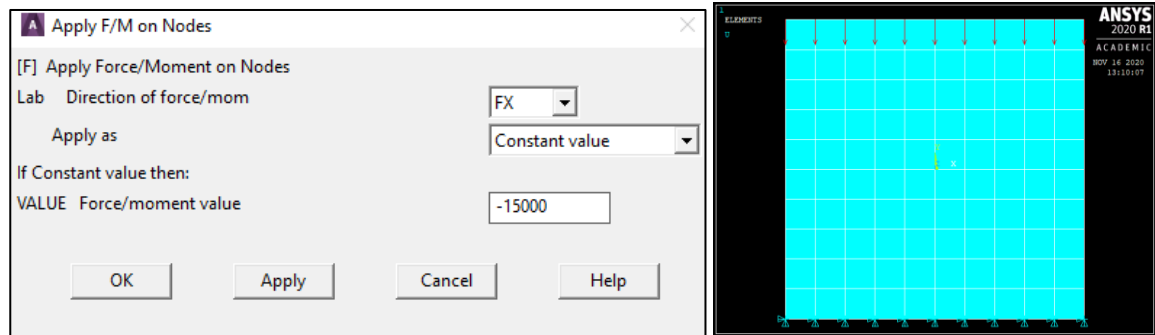 A Apply F/M on Nodes
[F] Apply Force/Moment on Nodes
Lab Direction of force/mom FX
Apply as Constant value
If Constant value then:
VALUE Force/moment value -15000
OK Apply Cancel Help
1
ELEMENTS
U
ANSYS
2020 R1
ACADEMIC
NOV 16 2020
13:10:07
Y
X